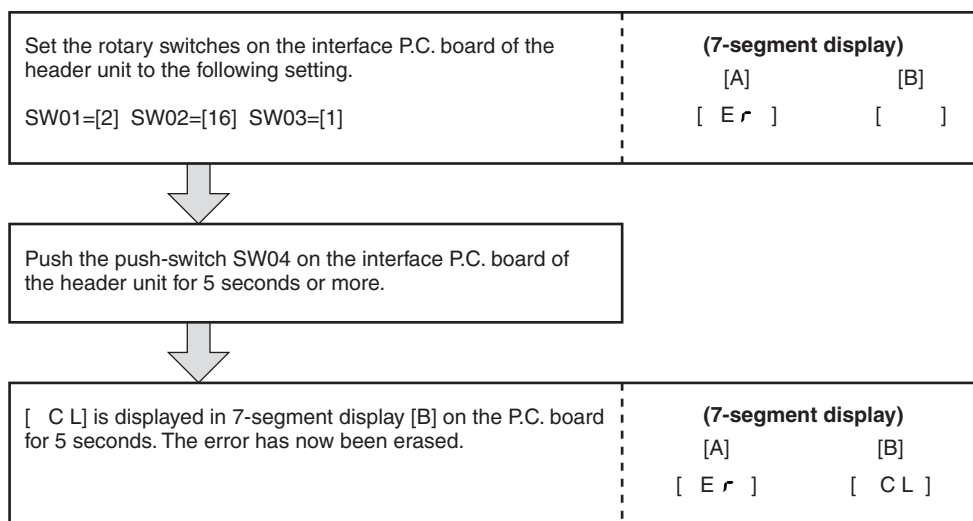 Set the rotary switches on the interface P.C. board of the
header unit to the following setting.
SW01=[2] SW02=[16] SW03=[1]
(7-segment display)
[A] [B]
[ Er ] [ ]
Push the push-switch SW04 on the interface P.C. board of
the header unit for 5 seconds or more.
[ C L] is displayed in 7-segment display [B] on the P.C. board
for 5 seconds. The error has now been erased.
(7-segment display)
[A] [B]
[ Er ] [ C L ]